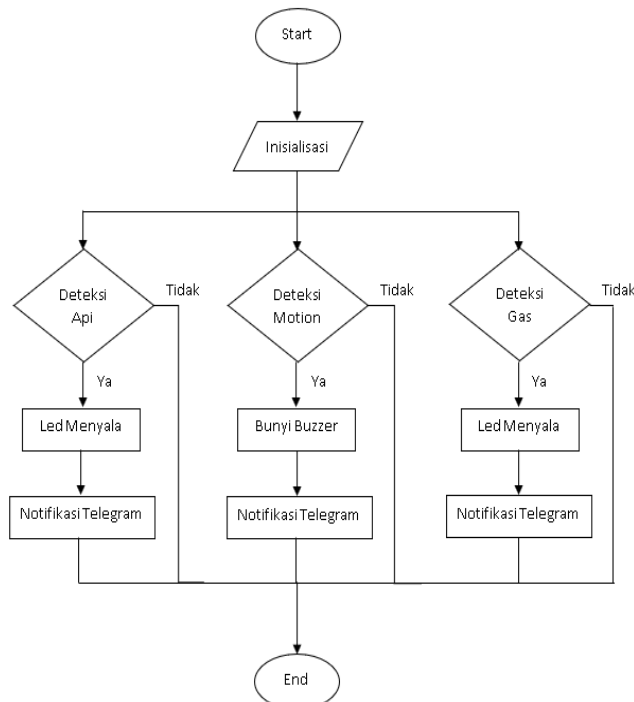 Start
Inisialisasi
Deteksi
Api
Tidak
Deteksi
Motion
Tidak
Deteksi
Gas
Tidak
Ya
Ya
Ya
Led Menyala
Bunyi Buzzer
Led Menyala
Notifikasi Telegram
Notifikasi Telegram
Notifikasi Telegram
End